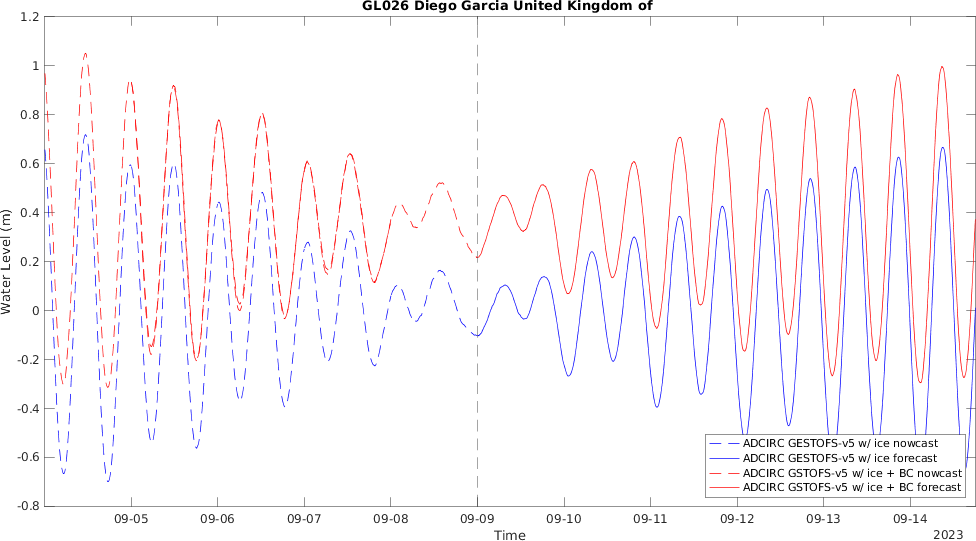 GL026 Diego Garcia United Kingdom of
1.2
1
0.8
0.6
0.4
0.2
0
-0.2
-0.4
-0.6
-0.8
Water Level (m)
ADCIRC GESTOFS-v5 w/ ice nowcast
ADCIRC GESTOFS-v5 w/ ice forecast
ADCIRC GSTOFS-v5 w/ ice + BC nowcast
ADCIRC GSTOFS-v5 w/ ice + BC forecast
09-05 09-06 09-07 09-08 09-09 09-10 09-11 09-12 09-13 09-14
Time
2023